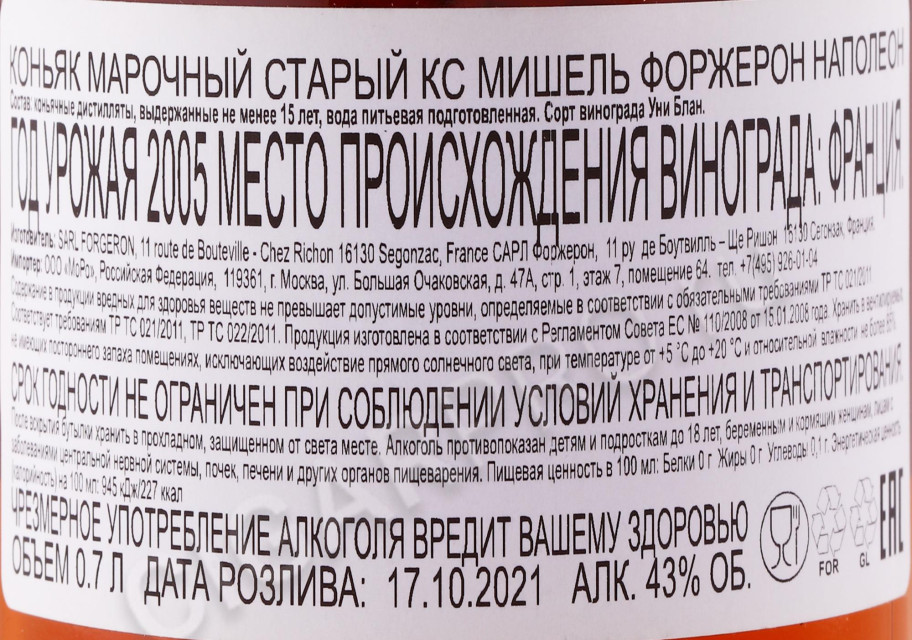 КОНЬЯК МАРОЧНЫЙ СТАРЫЙ КС МИШЕЛЬ ФОРЖЕРОН НАПОЛЕОН
Состав: коньячные дистилляты, выдержанные не менее 15 лет, вода питьевая подготовленная. Сорт винограда Уни Блан.
ГОД УРОЖАЯ 2005 МЕСТО ПРОИСХОЖДЕНИЯ ВИНОГРАДА: ФРАНЦИЯ.
Изготовитель: SARL FORGERON, 11 route de Bouteville - Chez Richon 16130 Segonzac, France САРЛ Форжерон, 11 ру де Боутвилль – Ще Ришон 16130 Сегонзак, Франция.
Импортер: ООО «МоРо», Российская Федерация, 119361, г. Москва, ул. Большая Очаковская, д. 47А, стр. 1, этаж 7, помещение 64. тел. +7(495) 926-01-04
Содержание в продукции вредных для здоровья веществ не превышает допустимые уровни, определяемые в соответствии с обязательными требованиями ТР ТС 021/2011
Соответствует требованиям ТР ТС 021/2011, ТР ТС 022/2011. Продукция изготовлена в соответствии с Регламентом Совета ЕС № 110/2008 от 15.01.2008 года. Хранить в вентилируемых,
не имеющих постороннего запаха помещениях, исключающих воздействие прямого солнечного света, при температуре от +5 °С до +20 °С и относительной влажности не более 85%
СРОК ГОДНОСТИ НЕ ОГРАНИЧЕН ПРИ СОБЛЮДЕНИИ УСЛОВИЙ ХРАНЕНИЯ И ТРАНСПОРТИРОВАНИЯ.
После вскрытия бутылки хранить в прохладном, защищенном от света месте. Алкоголь противопоказан детям и подросткам до 18 лет, беременным и кормящим женщинам, лицам с
заболеваниями центральной нервной системы, почек, печени и других органов пищеварения. Пищевая ценность в 100 мл: Белки 0 г Жиры 0 г Углеводы 0,1 г. Энергетическая ценность
(калорийность) на 100 мл: 945 кДж/227 ккал
ЧРЕЗМЕРНОЕ УПОТРЕБЛЕНИЕ АЛКОГОЛЯ ВРЕДИТ ВАШЕМУ ЗДОРОВЬЮ
ОБЪЕМ 0.7 Л ДАТА РОЗЛИВА: 17.10.2021 АЛК. 43% ОБ.
FOR GL
EAC